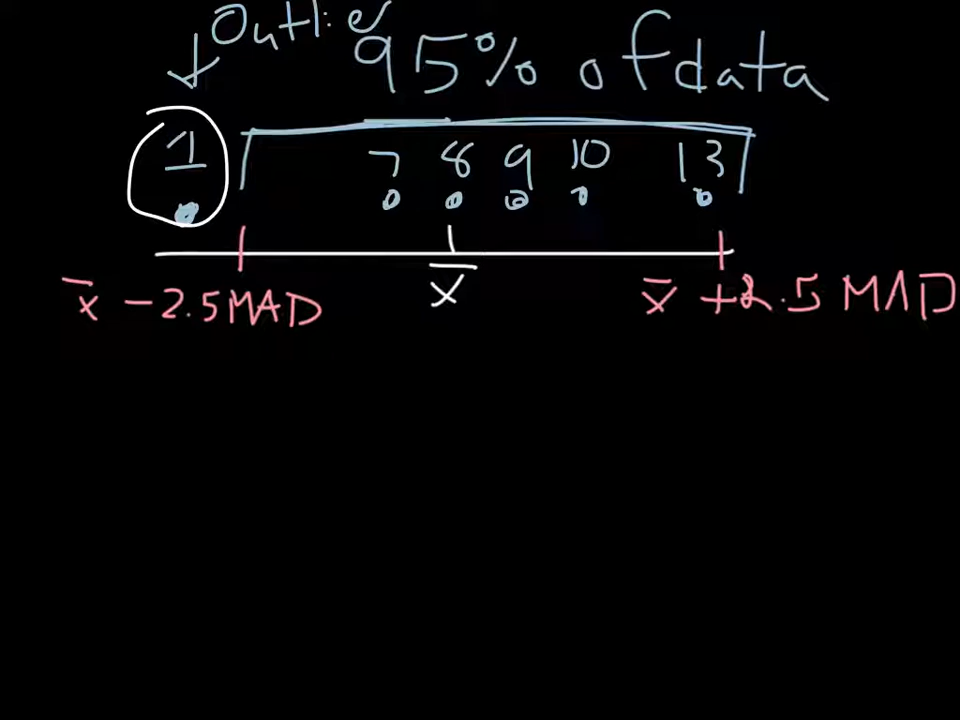 Outlier
95% of data
1 7 8 9 10 13
x̄ - 2.5MAD x̄ x̄ + 2.5 MAD